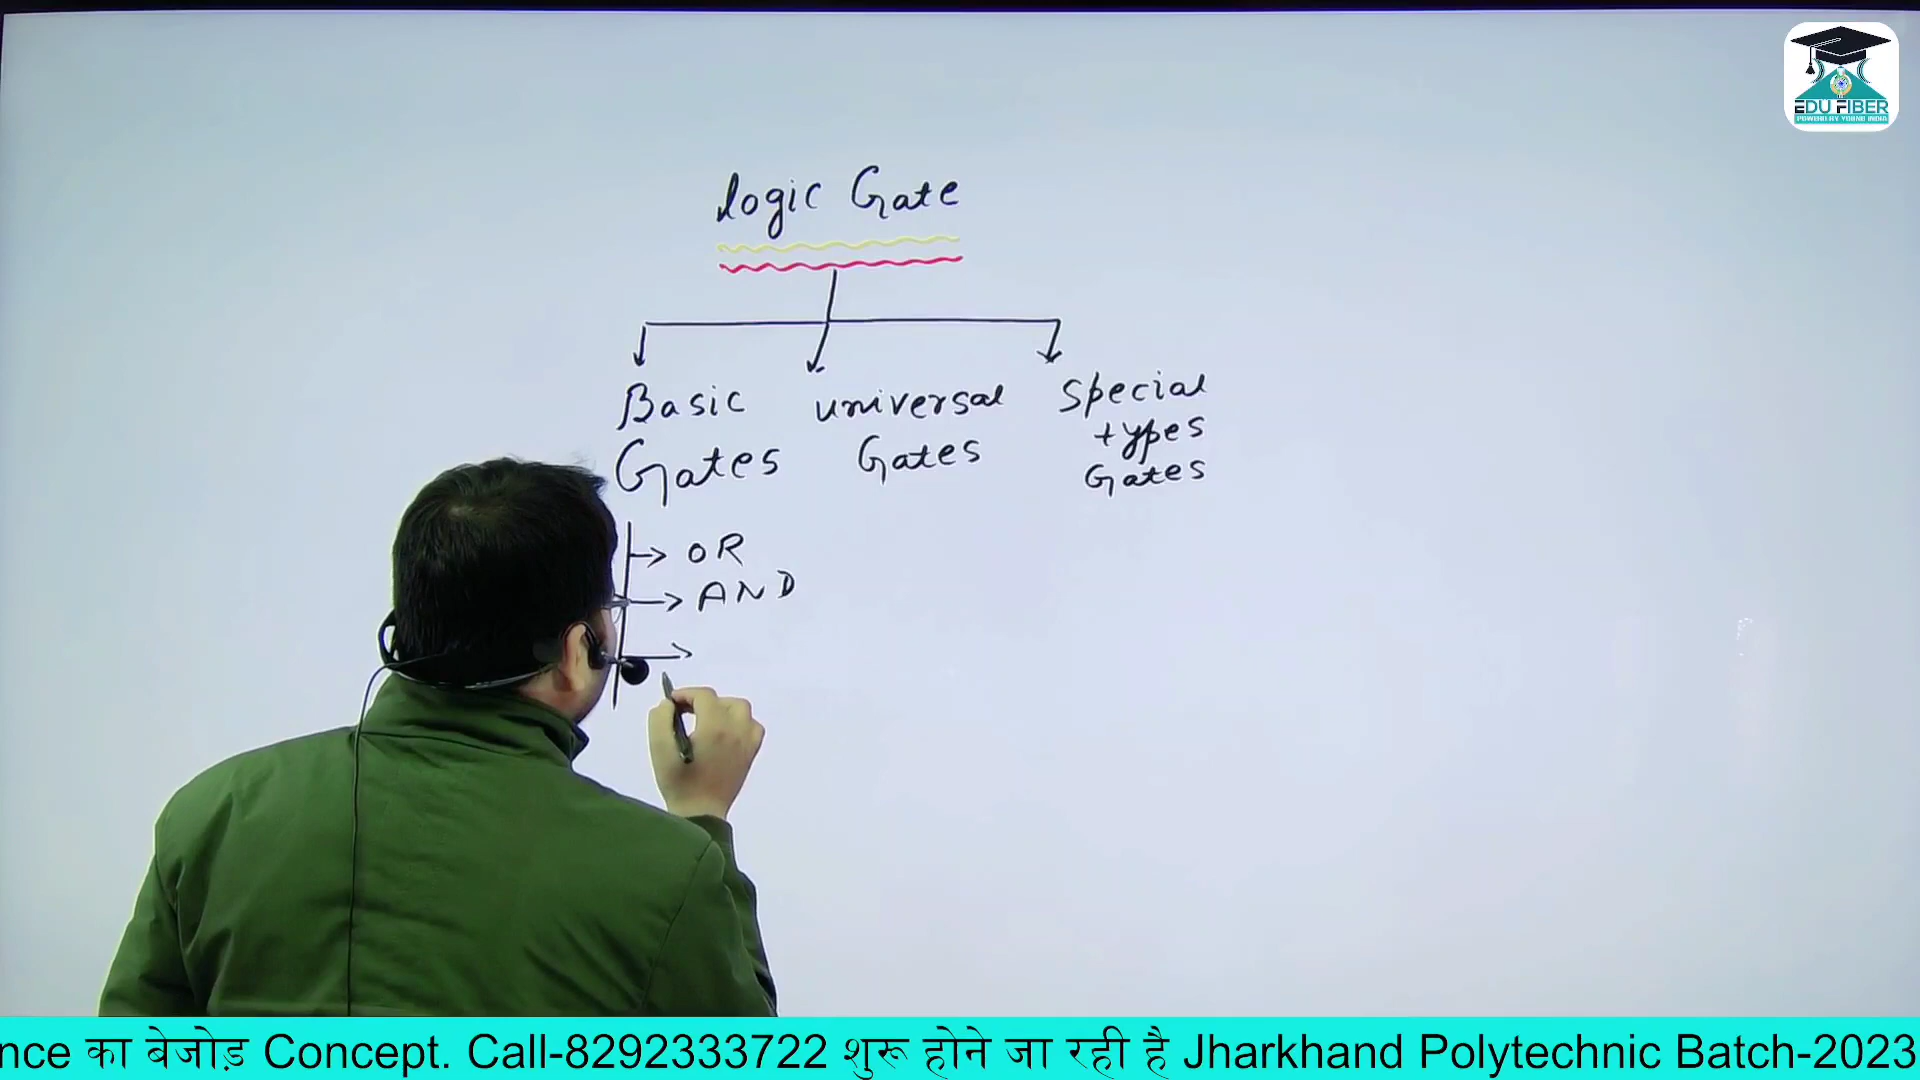 EDU FIBER
POWERD BY YOUNG INDIA
logic Gate
Basic
Gates
universal
Gates
Special
types
Gates
OR
AND
nce का बेजोड़ Concept. Call-8292333722 शुरू होने जा रही है Jharkhand Polytechnic Batch-2023